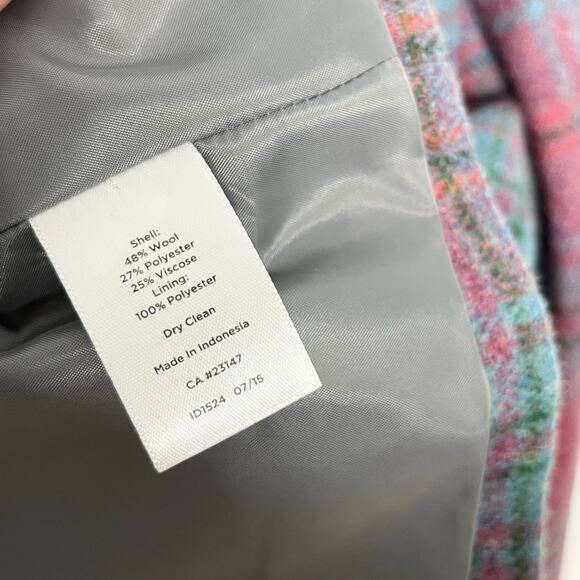 Shell:
48% Wool
27% Polyester
25% Viscose
Lining:
100% Polyester
Dry Clean
Made in Indonesia
CA #23147
ID1524 07/15